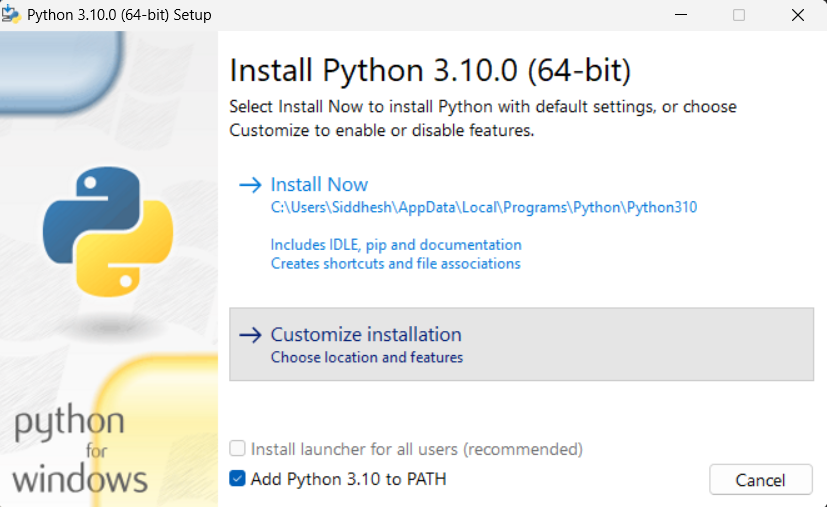 Python 3.10.0 (64-bit) Setup
Install Python 3.10.0 (64-bit)
Select Install Now to install Python with default settings, or choose
Customize to enable or disable features.
Install Now
C:\Users\Siddhesh\AppData\Local\Programs\Python\Python310
Includes IDLE, pip and documentation
Creates shortcuts and file associations
Customize installation
Choose location and features
python
for
windows
Install launcher for all users (recommended)
Add Python 3.10 to PATH
Cancel